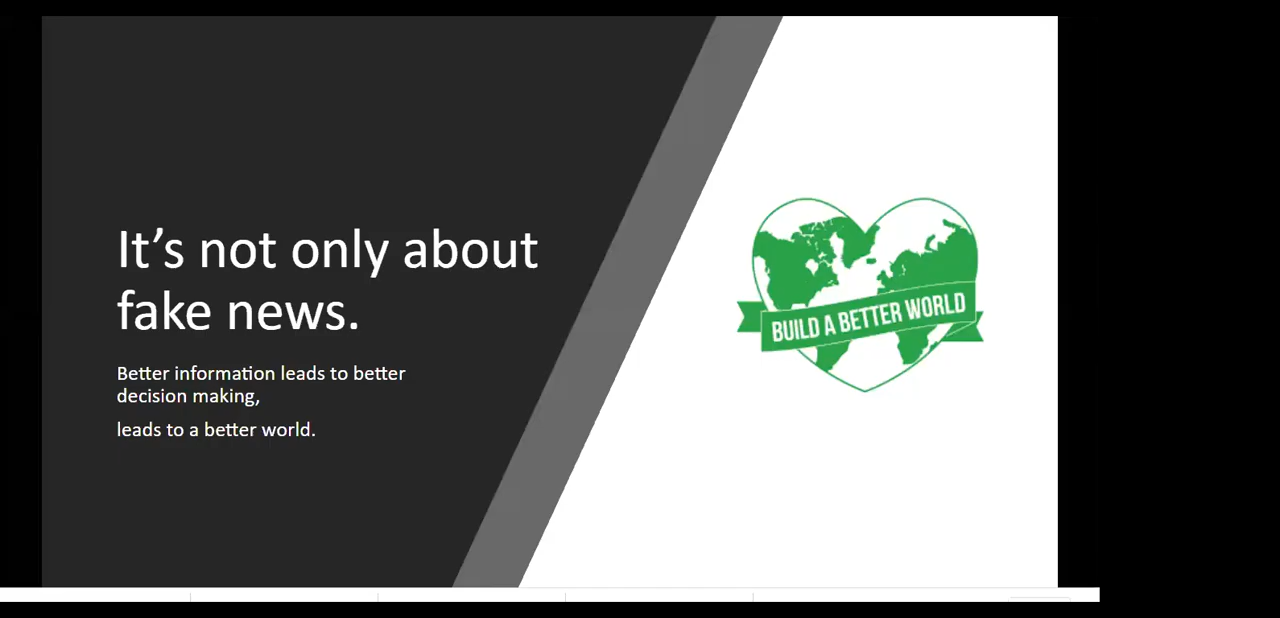 It’s not only about
fake news.
Better information leads to better
decision making,
leads to a better world.
BUILD A BETTER WORLD